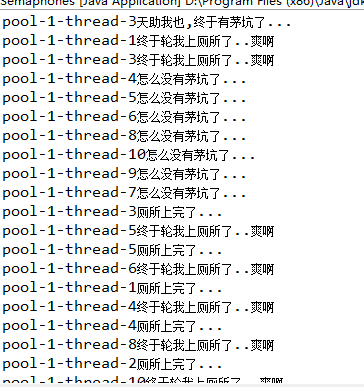 Semaphones [Java Application] D:\Program Files (x86)\Java\jdk
pool-1-thread-3天助我也,终于有茅坑了...
pool-1-thread-1终于轮我上厕所了..爽啊
pool-1-thread-3终于轮我上厕所了..爽啊
pool-1-thread-4怎么没有茅坑了...
pool-1-thread-5怎么没有茅坑了...
pool-1-thread-6怎么没有茅坑了...
pool-1-thread-8怎么没有茅坑了...
pool-1-thread-10怎么没有茅坑了...
pool-1-thread-9怎么没有茅坑了...
pool-1-thread-7怎么没有茅坑了...
pool-1-thread-3厕所上完了...
pool-1-thread-5终于轮我上厕所了..爽啊
pool-1-thread-5厕所上完了...
pool-1-thread-6终于轮我上厕所了..爽啊
pool-1-thread-1厕所上完了...
pool-1-thread-4终于轮我上厕所了..爽啊
pool-1-thread-4厕所上完了...
pool-1-thread-8终于轮我上厕所了..爽啊
pool-1-thread-2厕所上完了...
pool-1-thread-10终于轮我上厕所了..爽啊